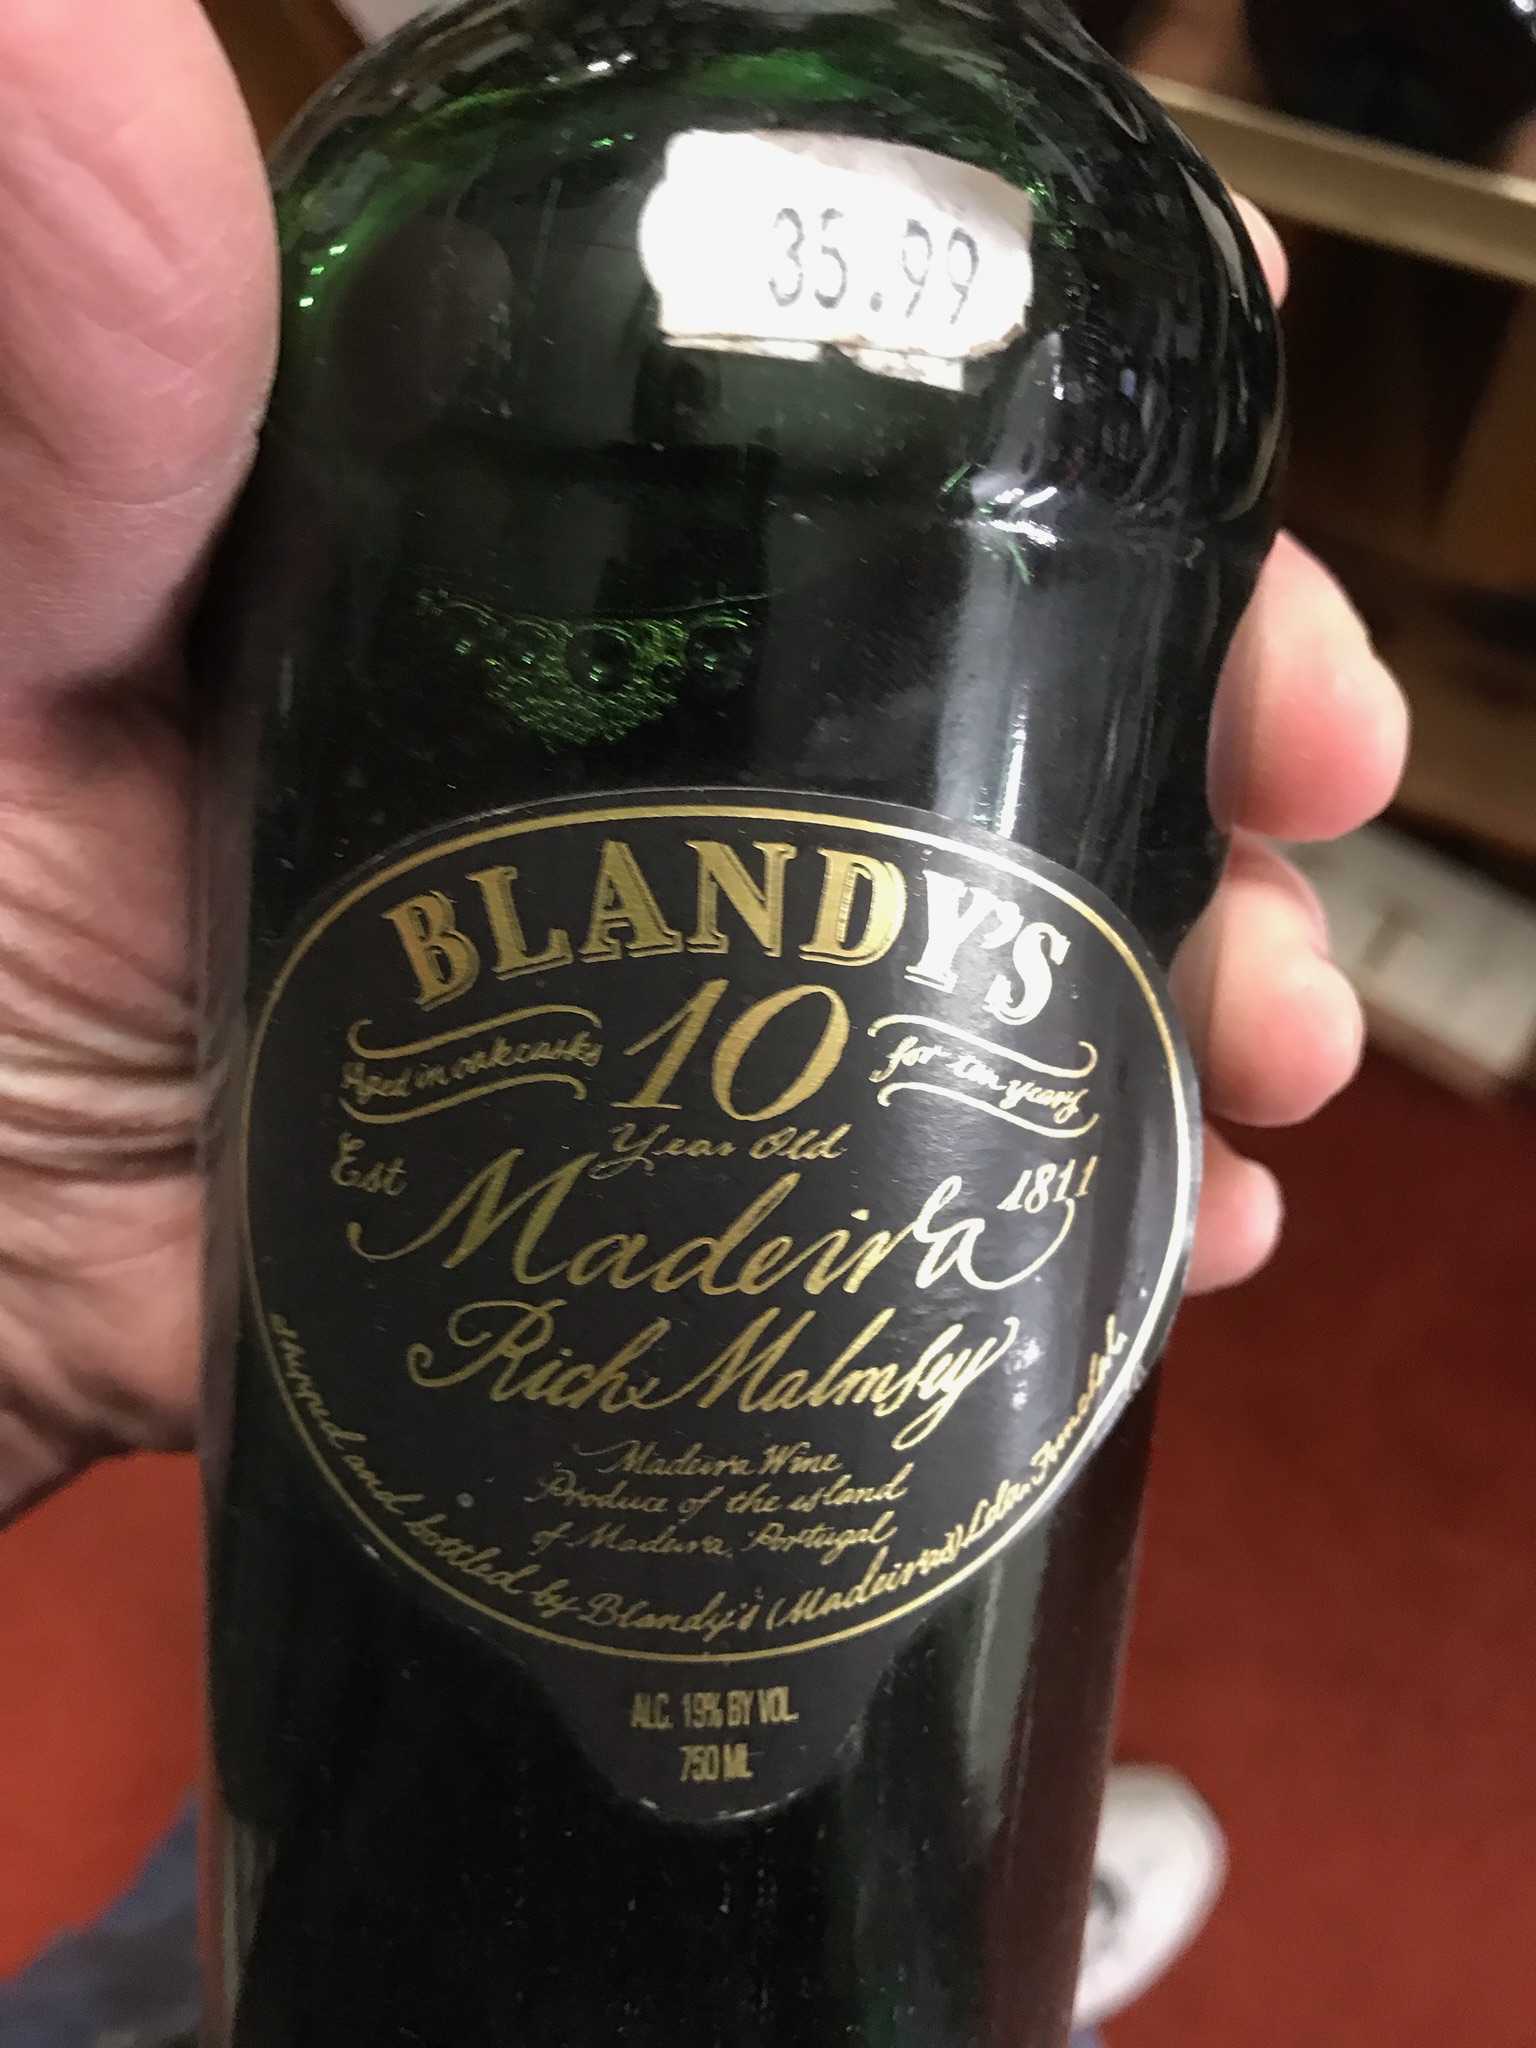 35.99
BLANDY'S
Aged in oak casks
10
for ten years
Year Old
Est
Madeira
1811
Rich Malmsey
Madeira Wine
Produce of the island
of Madeira, Portugal
Shipped and bottled by Blandy's (Madeira) Lda. Funchal
ALC. 19% BY VOL.
750 ML